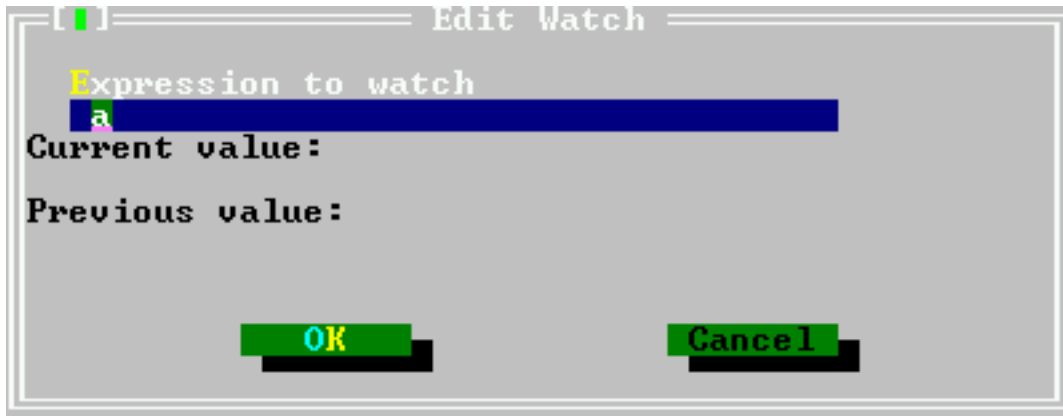 Edit Watch
Expression to watch
a
Current value:
Previous value:
OK Cancel